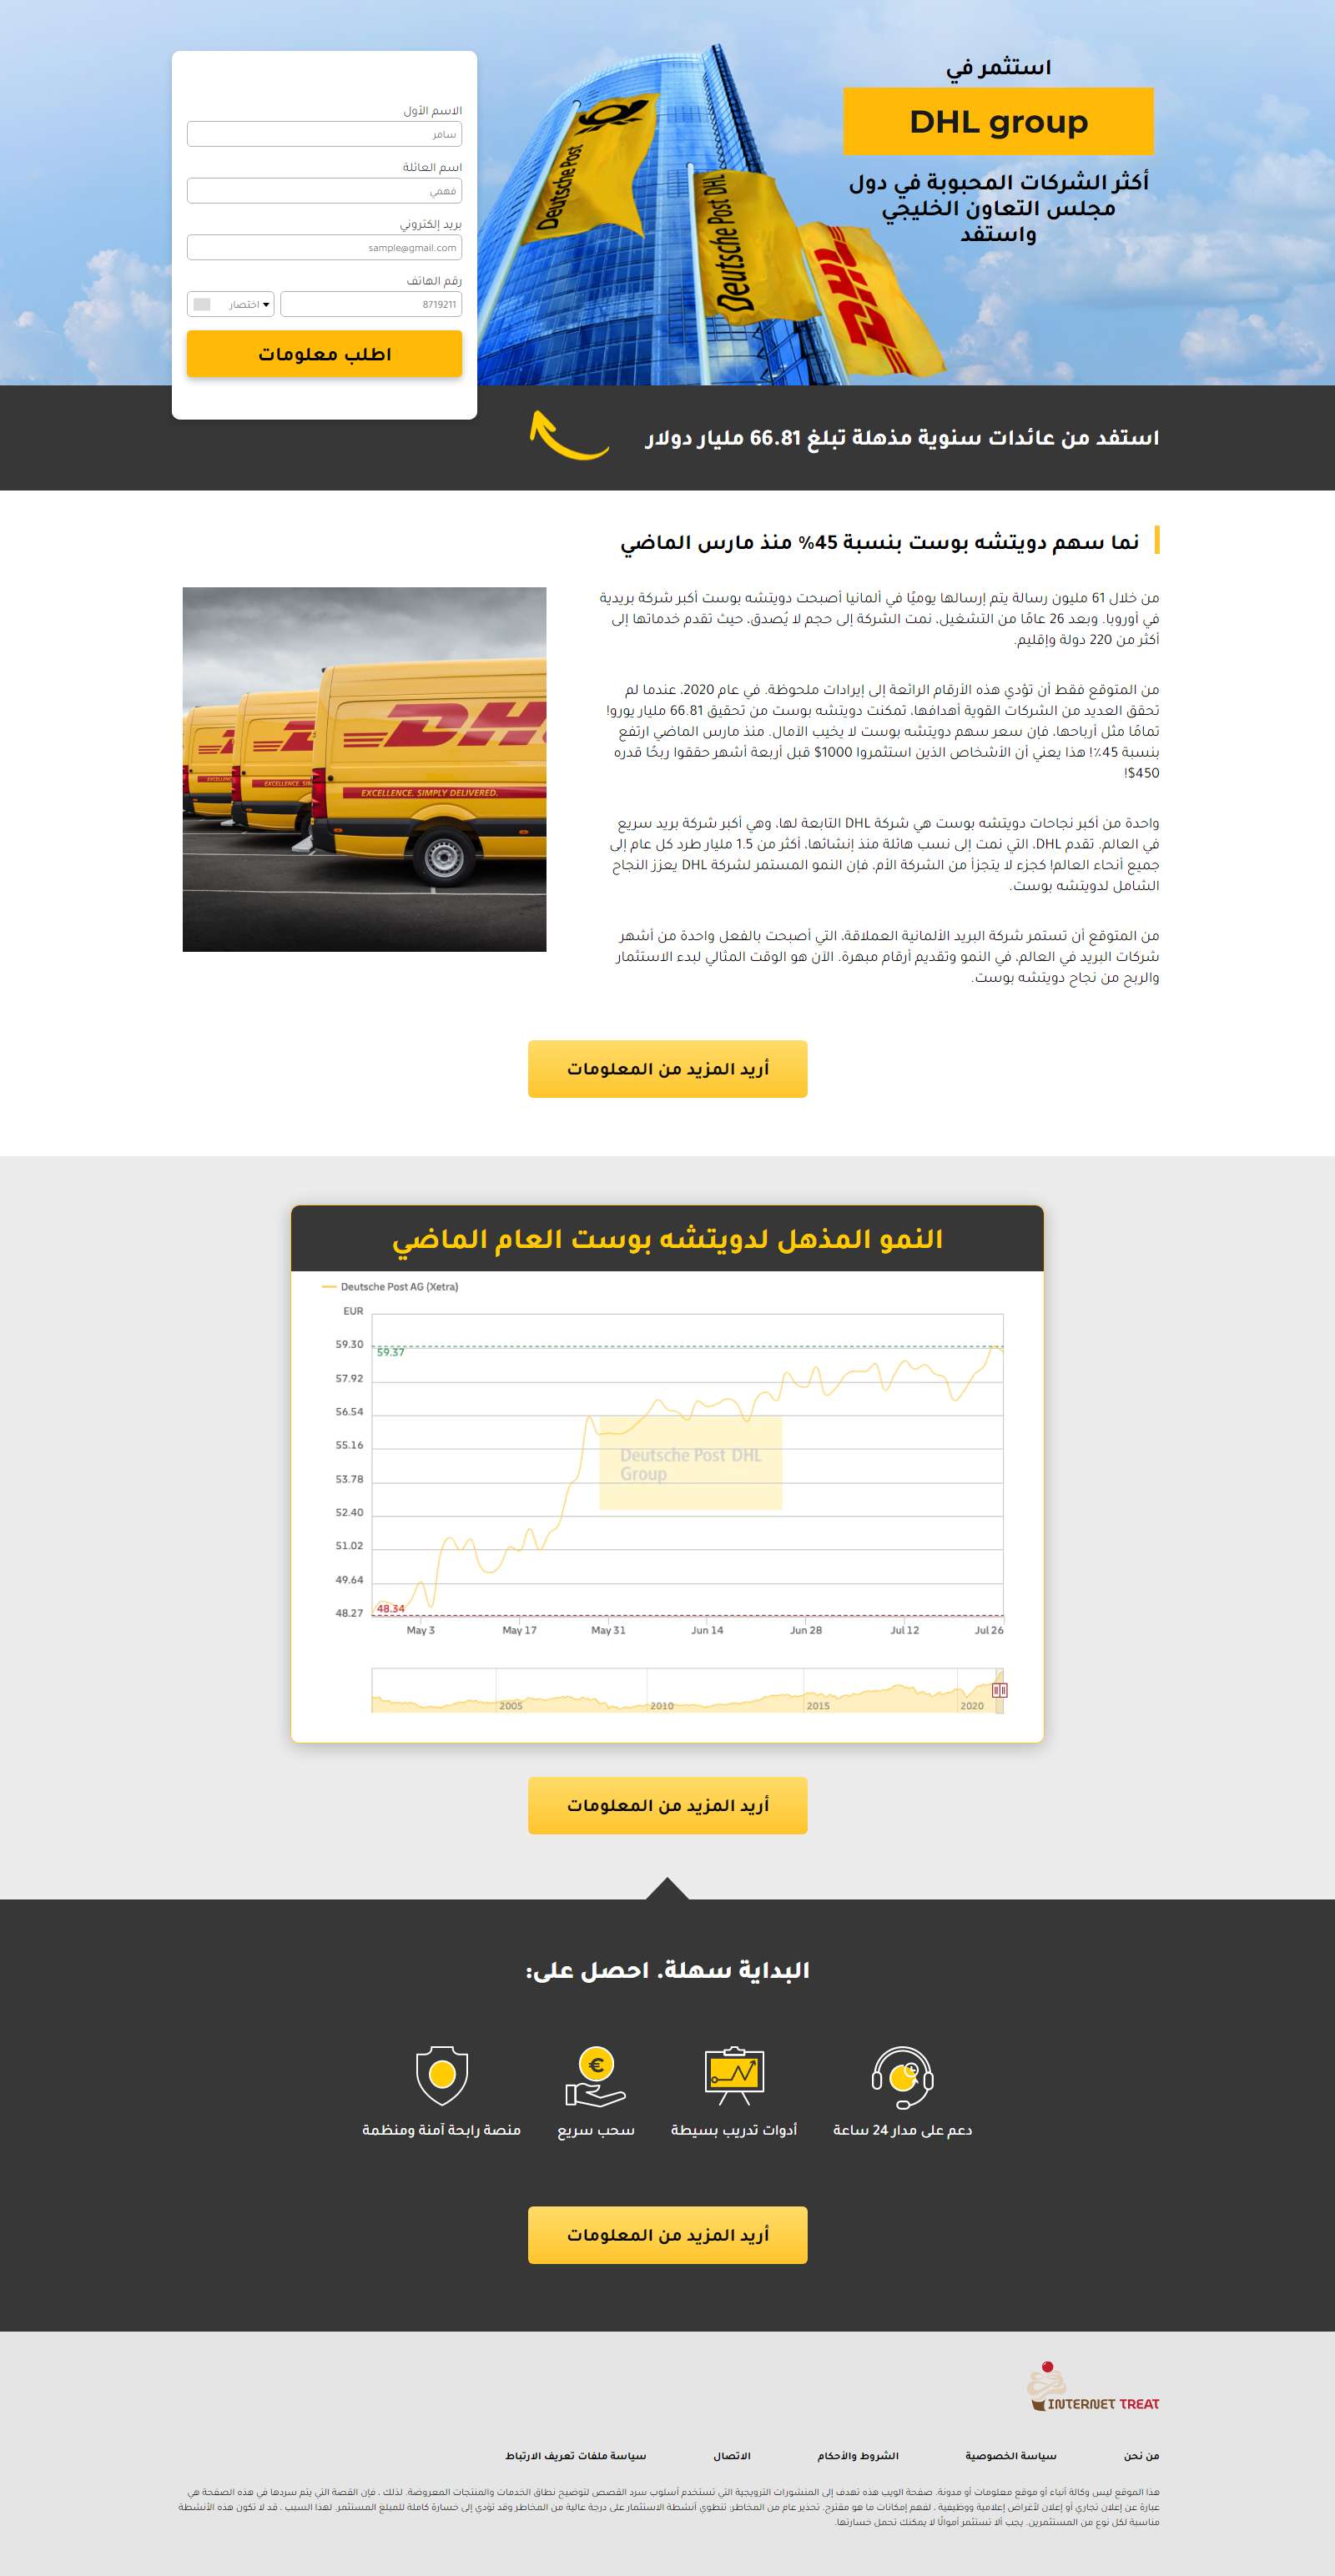 استثمر في
DHL group
أكثر الشركات المحبوبة في دول
مجلس التعاون الخليجي
واستفد
Deutsche Post
Deutsche Post DHL
DHL
الاسم الأول
سامر
اسم العائلة
فهمي
بريد إلكتروني
sample@gmail.com
رقم الهاتف
8719211
اختصار
اطلب معلومات
استفد من عائدات سنوية مذهلة تبلغ 66.81 مليار دولار
نما سهم دويتشه بوست بنسبة 45% منذ مارس الماضي
من خلال 61 مليون رسالة يتم إرسالها يوميًا في ألمانيا أصبحت دويتشه بوست أكبر شركة بريدية
في أوروبا. وبعد 26 عامًا من التشغيل، نمت الشركة إلى حجم لا يُصدق، حيث تقدم خدماتها إلى
أكثر من 220 دولة وإقليم.
من المتوقع فقط أن تؤدي هذه الأرقام الرائعة إلى إيرادات ملحوظة. في عام 2020، عندما لم
تحقق العديد من الشركات القوية أهدافها، تمكنت دويتشه بوست من تحقيق 66.81 مليار يورو!
تمامًا مثل أرباحها، فإن سعر سهم دويتشه بوست لا يخيب الآمال. منذ مارس الماضي ارتفع
بنسبة 45٪! هذا يعني أن الأشخاص الذين استثمروا 1000$ قبل أربعة أشهر حققوا ربحًا قدره
450$!
واحدة من أكبر نجاحات دويتشه بوست هي شركة DHL التابعة لها، وهي أكبر شركة بريد سريع
في العالم. تقدم DHL، التي نمت إلى نسب هائلة منذ إنشائها، أكثر من 1.5 مليار طرد كل عام إلى
جميع أنحاء العالم! كجزء لا يتجزأ من الشركة الأم، فإن النمو المستمر لشركة DHL يعزز النجاح
الشامل لدويتشه بوست.
من المتوقع أن تستمر شركة البريد الألمانية العملاقة، التي أصبحت بالفعل واحدة من أشهر
شركات البريد في العالم، في النمو وتقديم أرقام مبهرة. الآن هو الوقت المثالي لبدء الاستثمار
والربح من نجاح دويتشه بوست.
DH
EXCELLENCE. SIMPLY DELIVERED.
EXCELLENCE. SIM
أريد المزيد من المعلومات
النمو المذهل لدويتشه بوست العام الماضي
Deutsche Post AG (Xetra)
EUR
59.30
59.37
57.92
56.54
55.16
53.78
52.40
51.02
49.64
48.27
48.34
Deutsche Post DHL
Group
May 3 May 17 May 31 Jun 14 Jun 28 Jul 12 Jul 26
2005 2010 2015 2020
أريد المزيد من المعلومات
البداية سهلة. احصل على:
دعم على مدار 24 ساعة
أدوات تدريب بسيطة
سحب سريع
منصة رابحة آمنة ومنظمة
أريد المزيد من المعلومات
INTERNET TREAT
من نحن سياسة الخصوصية الشروط والأحكام الاتصال سياسة ملفات تعريف الارتباط
هذا الموقع ليس وكالة أنباء أو موقع معلومات أو مدونة. صفحة الويب هذه تهدف إلى المنشورات الترويجية التي تستخدم أسلوب سرد القصص لتوضيح نطاق الخدمات والمنتجات المعروضة. لذلك ، فإن القصة التي يتم سردها في هذه الصفحة هي
عبارة عن إعلان تجاري أو إعلان لأغراض إعلامية ووظيفية ، لفهم إمكانات ما هو مقترح. تحذير عام من المخاطر: تنطوي أنشطة الاستثمار على درجة عالية من المخاطر وقد تؤدي إلى خسارة كاملة للمبلغ المستثمر. لهذا السبب ، قد لا تكون هذه الأنشطة
مناسبة لكل نوع من المستثمرين. يجب ألا تستثمر أموالًا لا يمكنك تحمل خسارتها.